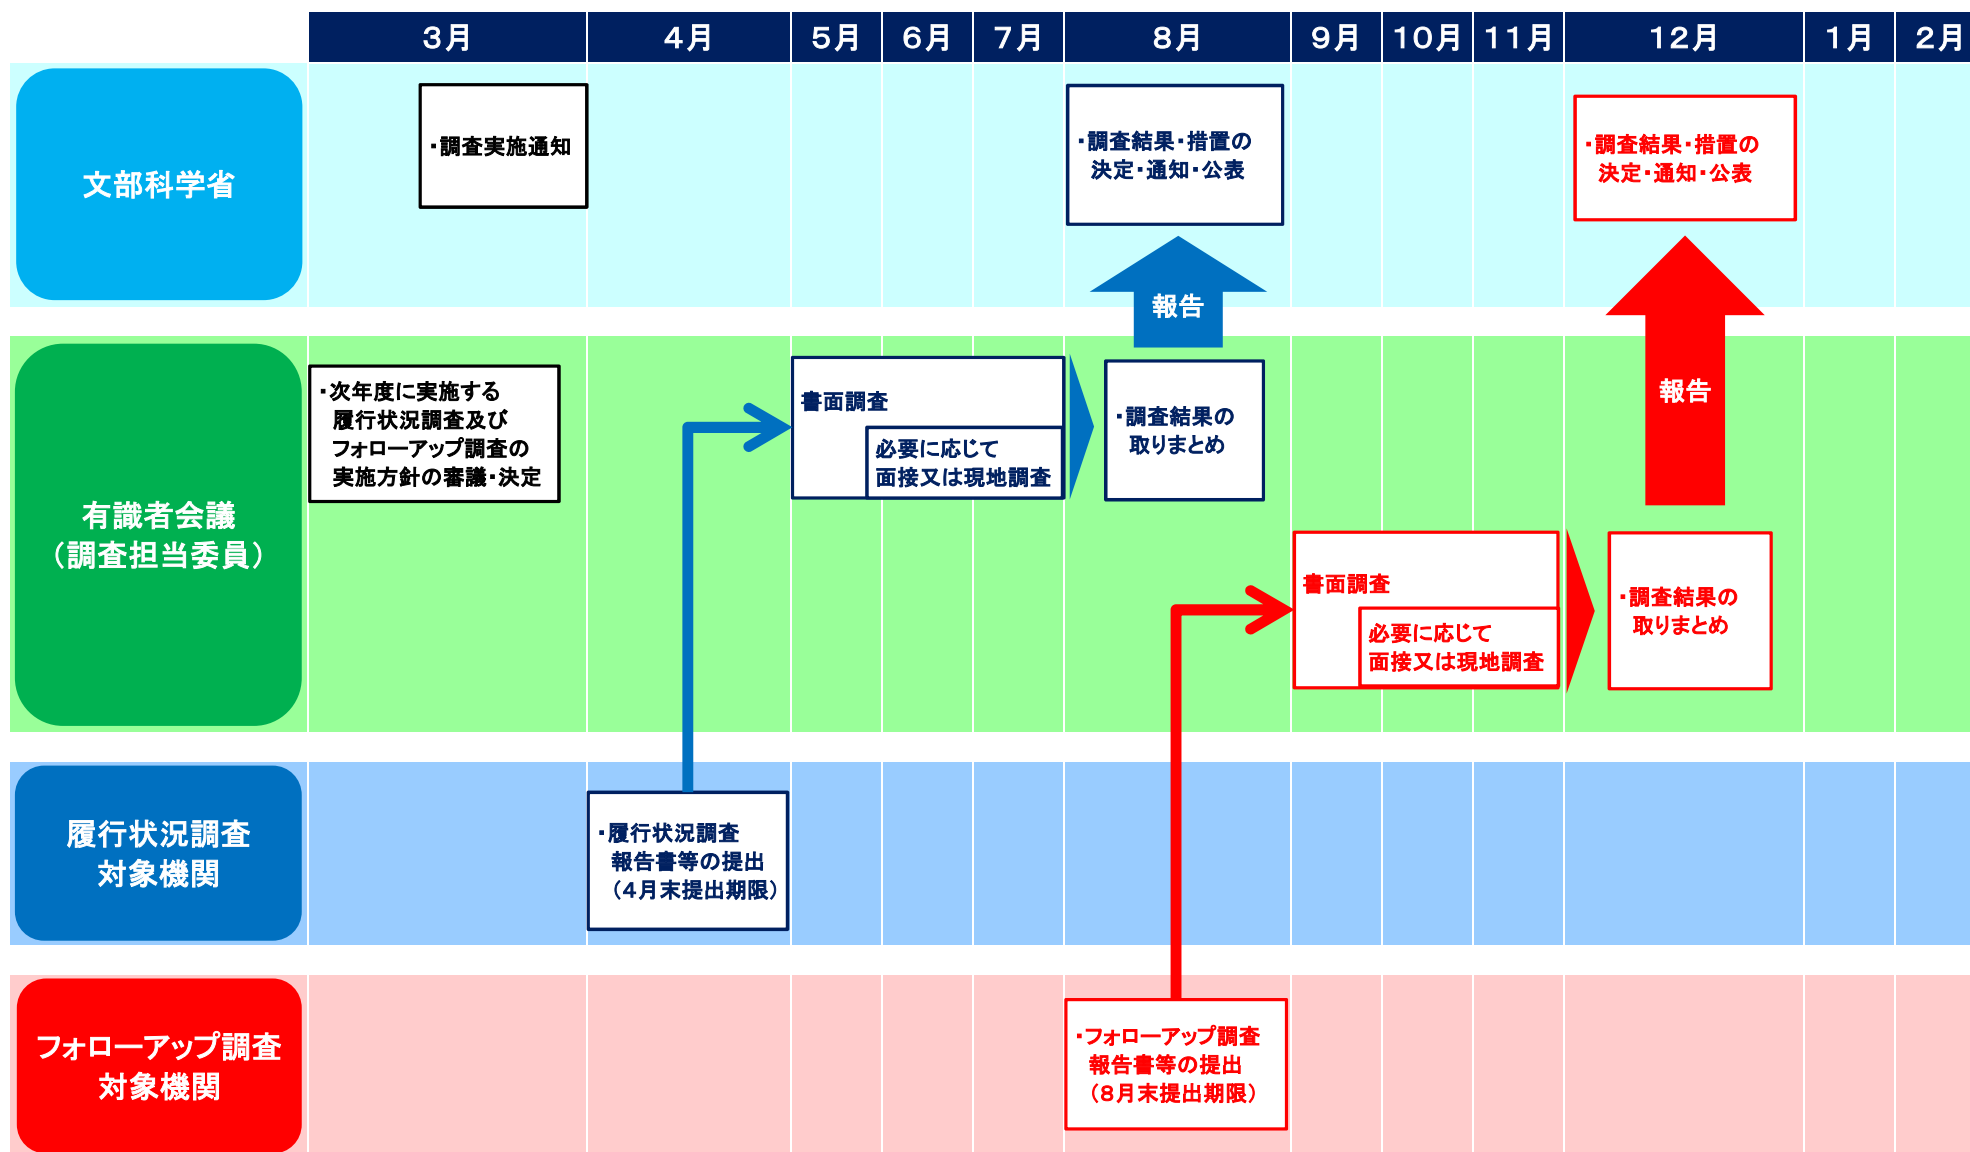 3月
4月
5月
6月
7月
8月
9月
10月
11月
12月
1月
2月
文部科学省
・調査実施通知
・調査結果・措置の
決定・通知・公表
・調査結果・措置の
決定・通知・公表
報告
報告
有識者会議
（調査担当委員）
・次年度に実施する
履行状況調査及び
フォローアップ調査の
実施方針の審議・決定
書面調査
必要に応じて
面接又は現地調査
・調査結果の
取りまとめ
書面調査
必要に応じて
面接又は現地調査
・調査結果の
取りまとめ
履行状況調査
対象機関
・履行状況調査
報告書等の提出
（4月末提出期限）
フォローアップ調査
対象機関
・フォローアップ調査
報告書等の提出
（8月末提出期限）